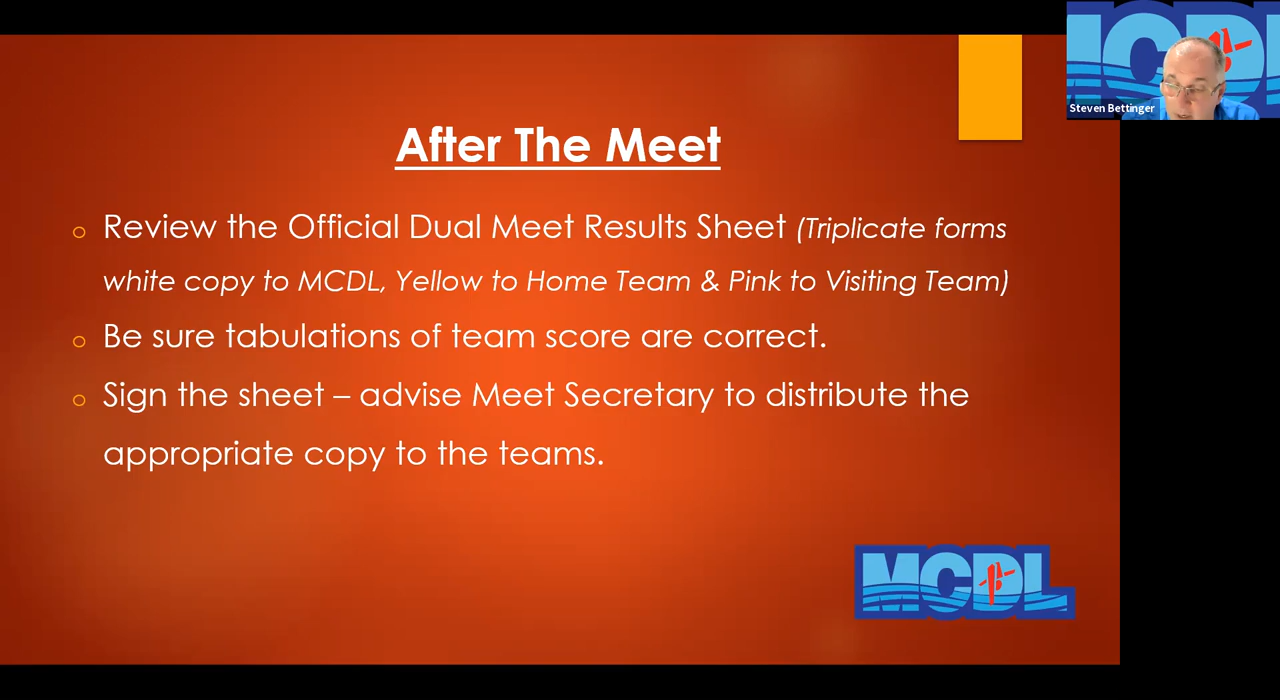 Steven Bettinger
After The Meet
o Review the Official Dual Meet Results Sheet (Triplicate forms
white copy to MCDL, Yellow to Home Team & Pink to Visiting Team)
o Be sure tabulations of team score are correct.
o Sign the sheet – advise Meet Secretary to distribute the
appropriate copy to the teams.
MCDL